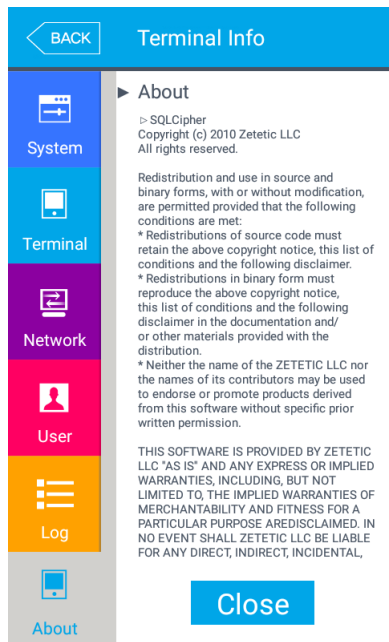 BACK
Terminal Info
System
Terminal
Network
User
Log
About
▶ About
▷ SQLCipher
Copyright (c) 2010 Zetetic LLC
All rights reserved.
Redistribution and use in source and
binary forms, with or without modification,
are permitted provided that the following
conditions are met:
* Redistributions of source code must
retain the above copyright notice, this list of
conditions and the following disclaimer.
* Redistributions in binary form must
reproduce the above copyright notice,
this list of conditions and the following
disclaimer in the documentation and/
or other materials provided with the
distribution.
* Neither the name of the ZETETIC LLC nor
the names of its contributors may be used
to endorse or promote products derived
from this software without specific prior
written permission.
THIS SOFTWARE IS PROVIDED BY ZETETIC
LLC "AS IS" AND ANY EXPRESS OR IMPLIED
WARRANTIES, INCLUDING, BUT NOT
LIMITED TO, THE IMPLIED WARRANTIES OF
MERCHANTABILITY AND FITNESS FOR A
PARTICULAR PURPOSE AREDISCLAIMED. IN
NO EVENT SHALL ZETETIC LLC BE LIABLE
FOR ANY DIRECT, INDIRECT, INCIDENTAL,
Close